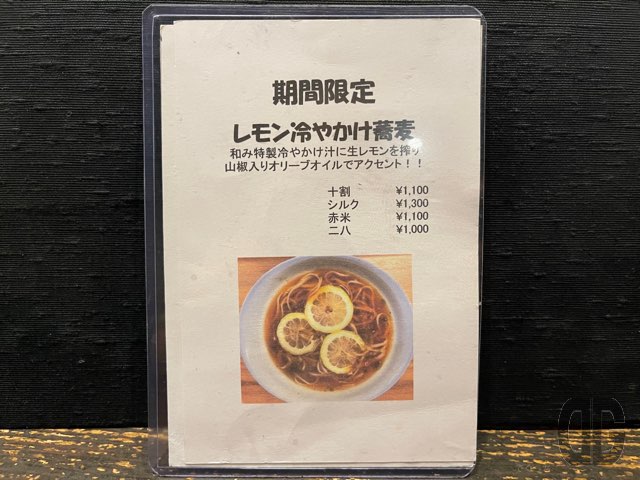 期間限定
レモン冷やかけ蕎麦
和み特製冷やかけ汁に生レモンを搾り
山椒入りオリーブオイルでアクセント！！
十割 ¥1,100
シルク ¥1,300
赤米 ¥1,100
二八 ¥1,000